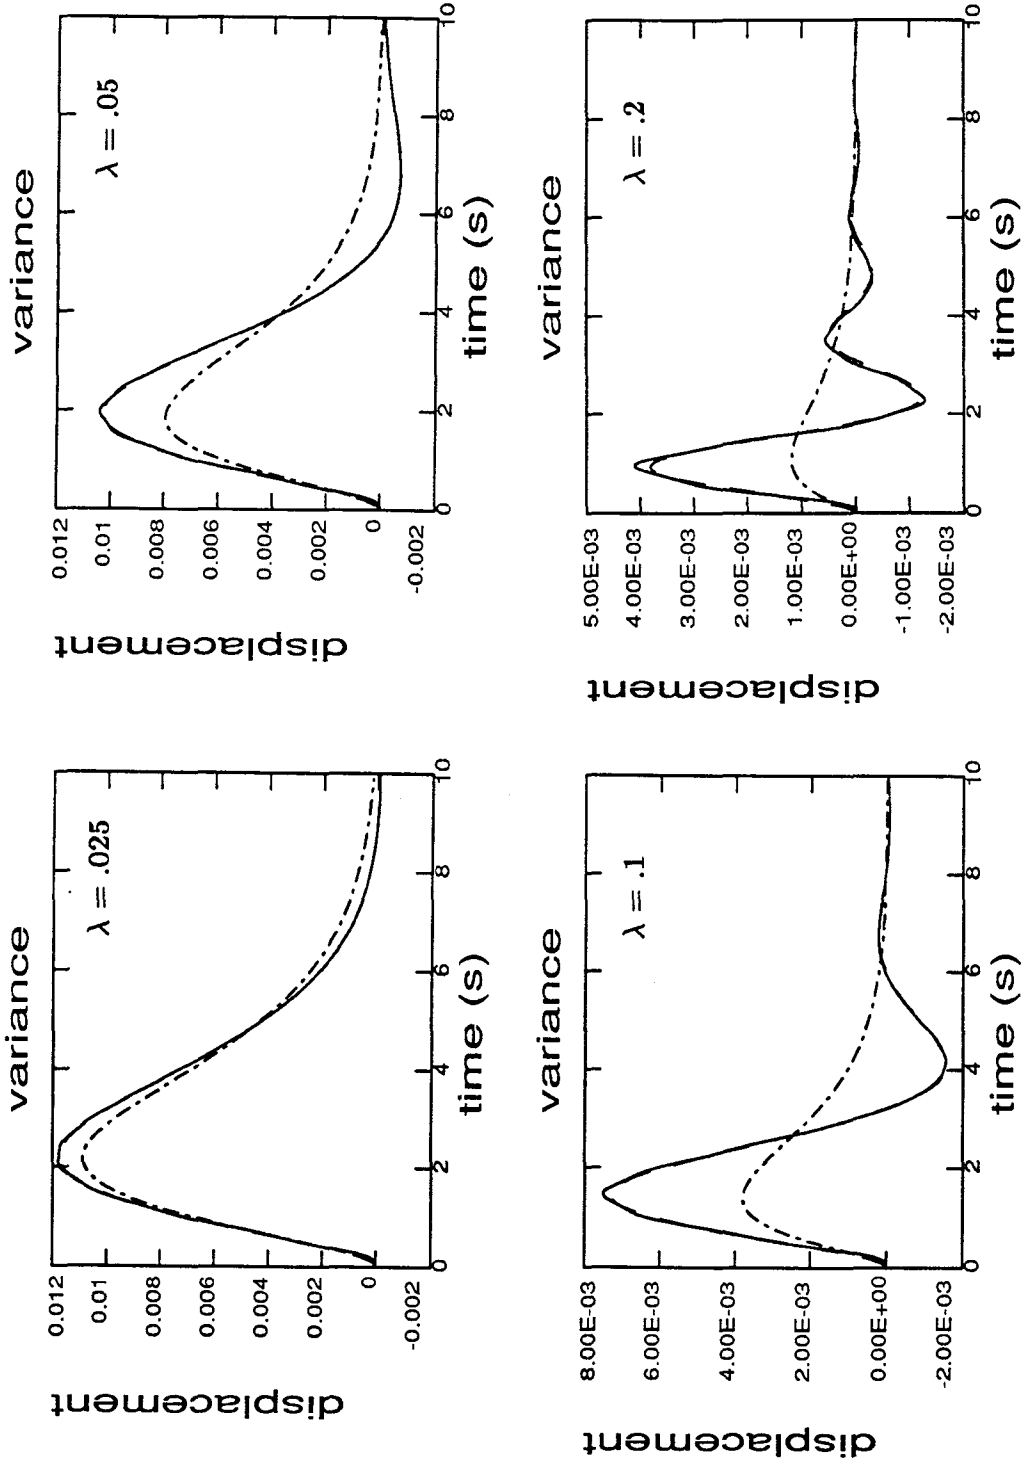 variance
λ = .025
displacement
0.012
0.01
0.008
0.006
0.004
0.002
0
-0.002
0
2
4
6
8
10
time (s)
variance
λ = .05
displacement
0.012
0.01
0.008
0.006
0.004
0.002
0
-0.002
0
2
4
6
8
10
time (s)
variance
λ = .1
displacement
8.00E-03
6.00E-03
4.00E-03
2.00E-03
0.00E+00
-2.00E-03
0
2
4
6
8
10
time (s)
variance
λ = .2
displacement
5.00E-03
4.00E-03
3.00E-03
2.00E-03
1.00E-03
0.00E+00
-1.00E-03
-2.00E-03
0
2
4
6
8
10
time (s)